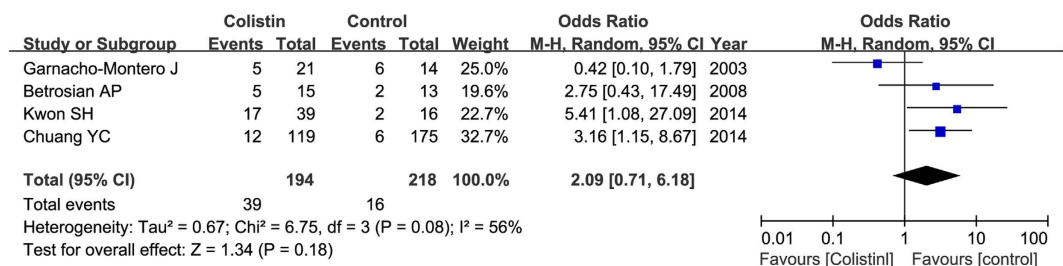 Colistin Control Odds Ratio Odds Ratio
Study or Subgroup Events Total Events Total Weight M-H, Random, 95% CI Year M-H, Random, 95% CI
Garnacho-Montero J 5 21 6 14 25.0% 0.42 [0.10, 1.79] 2003
Betrosian AP 5 15 2 13 19.6% 2.75 [0.43, 17.49] 2008
Kwon SH 17 39 2 16 22.7% 5.41 [1.08, 27.09] 2014
Chuang YC 12 119 6 175 32.7% 3.16 [1.15, 8.67] 2014
Total (95% CI) 194 218 100.0% 2.09 [0.71, 6.18]
Total events 39 16
Heterogeneity: Tau² = 0.67; Chi² = 6.75, df = 3 (P = 0.08); I² = 56%
Test for overall effect: Z = 1.34 (P = 0.18)
0.01 0.1 1 10 100
Favours [Colistinl] Favours [control]